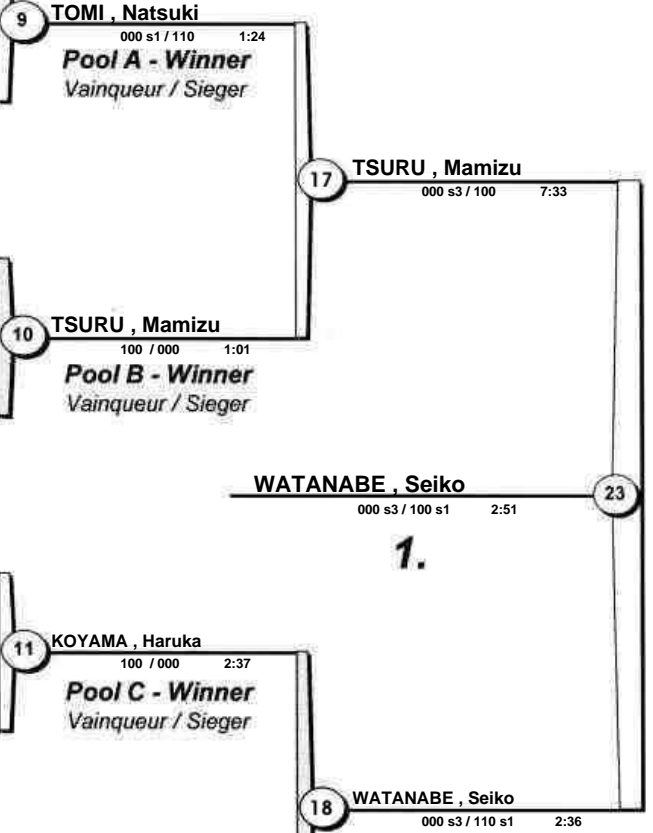 9
TOMI , Natsuki
000 s1 / 110 1:24
Pool A - Winner
Vainqueur / Sieger
17
TSURU , Mamizu
000 s3 / 100 7:33
10
TSURU , Mamizu
100 / 000 1:01
Pool B - Winner
Vainqueur / Sieger
WATANABE , Seiko
000 s3 / 100 s1 2:51
23
1.
11
KOYAMA , Haruka
100 / 000 2:37
Pool C - Winner
Vainqueur / Sieger
18
WATANABE , Seiko
000 s3 / 110 s1 2:36